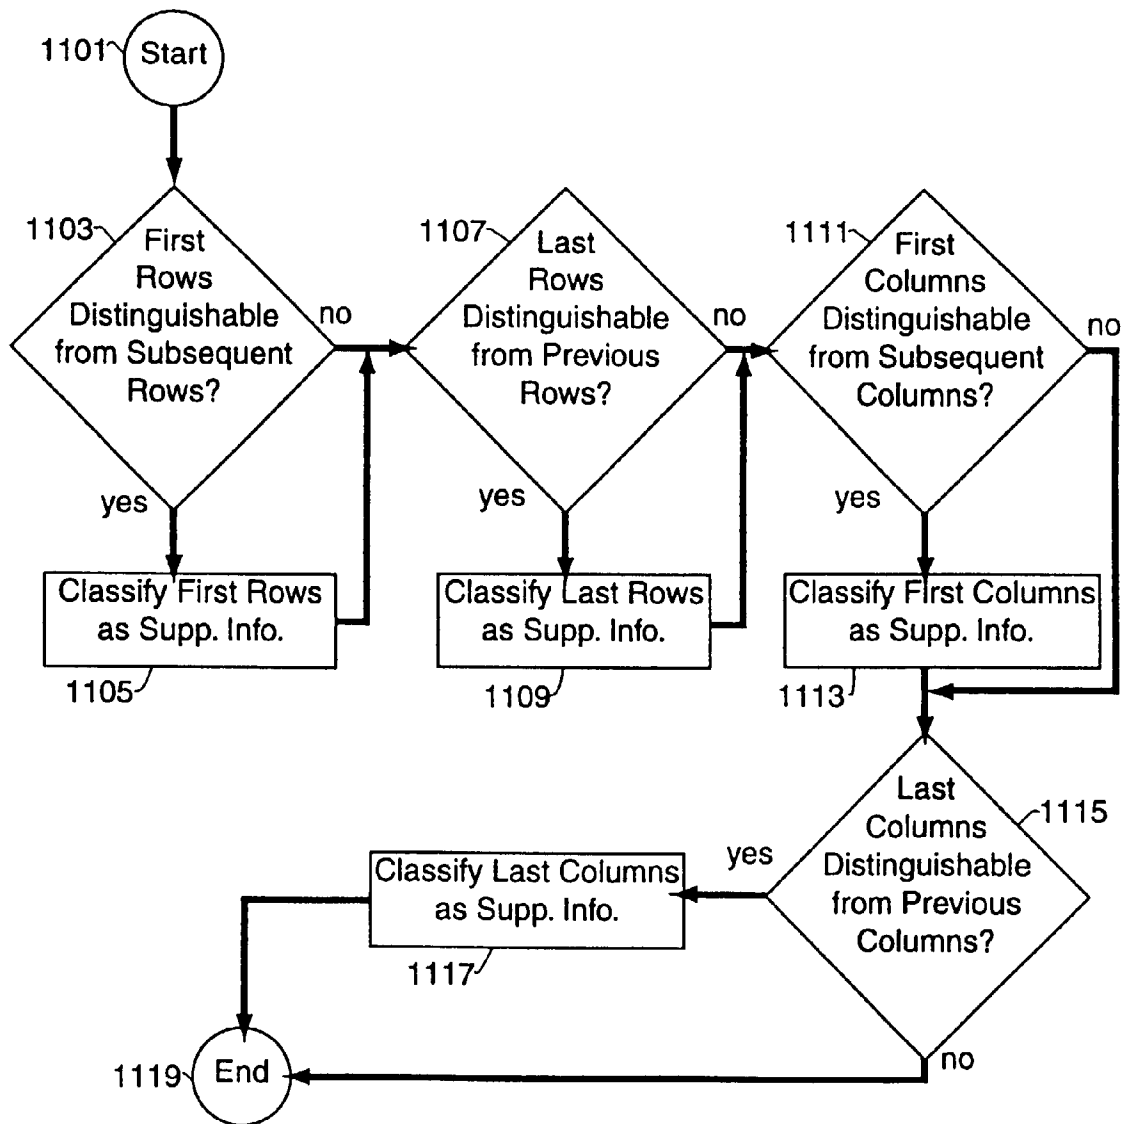 1101
Start
1103
First
Rows
Distinguishable
from Subsequent
Rows?
no
yes
Classify First Rows
as Supp. Info.
1105
1107
Last
Rows
Distinguishable
from Previous
Rows?
no
yes
Classify Last Rows
as Supp. Info.
1109
1111
First
Columns
Distinguishable
from Subsequent
Columns?
no
yes
Classify First Columns
as Supp. Info.
1113
1115
Last
Columns
Distinguishable
from Previous
Columns?
yes
no
Classify Last Columns
as Supp. Info.
1117
1119
End